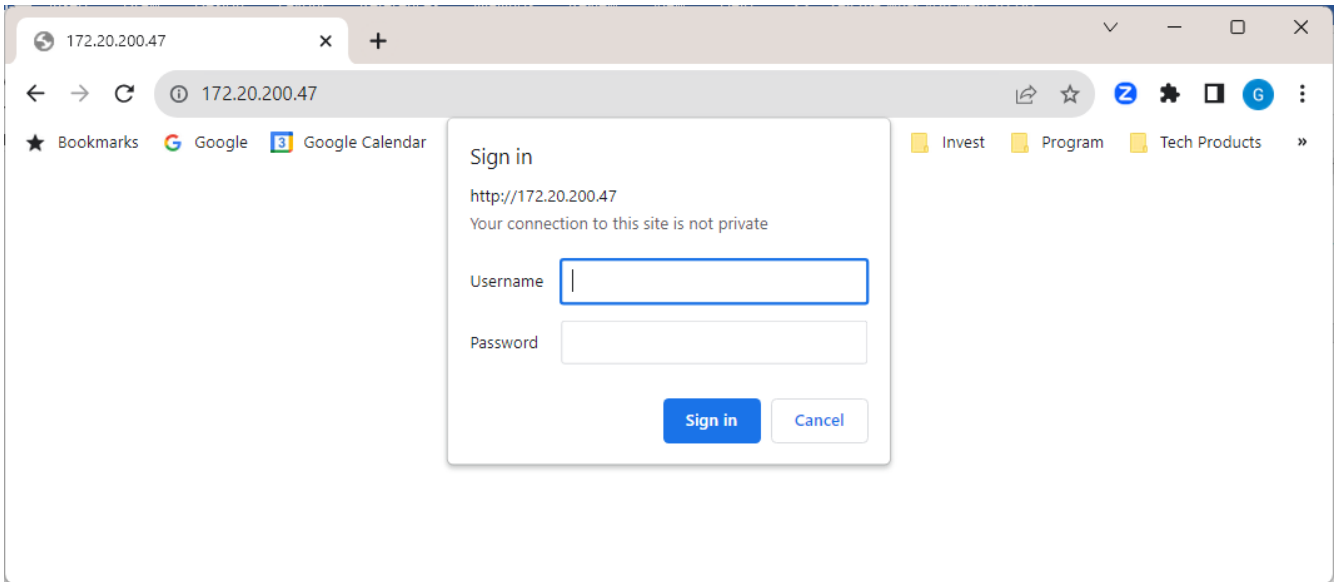 172.20.200.47
172.20.200.47
Z G
Bookmarks Google 3 Google Calendar Invest Program Tech Products »
Sign in
http://172.20.200.47
Your connection to this site is not private
Username
Password
Sign in Cancel